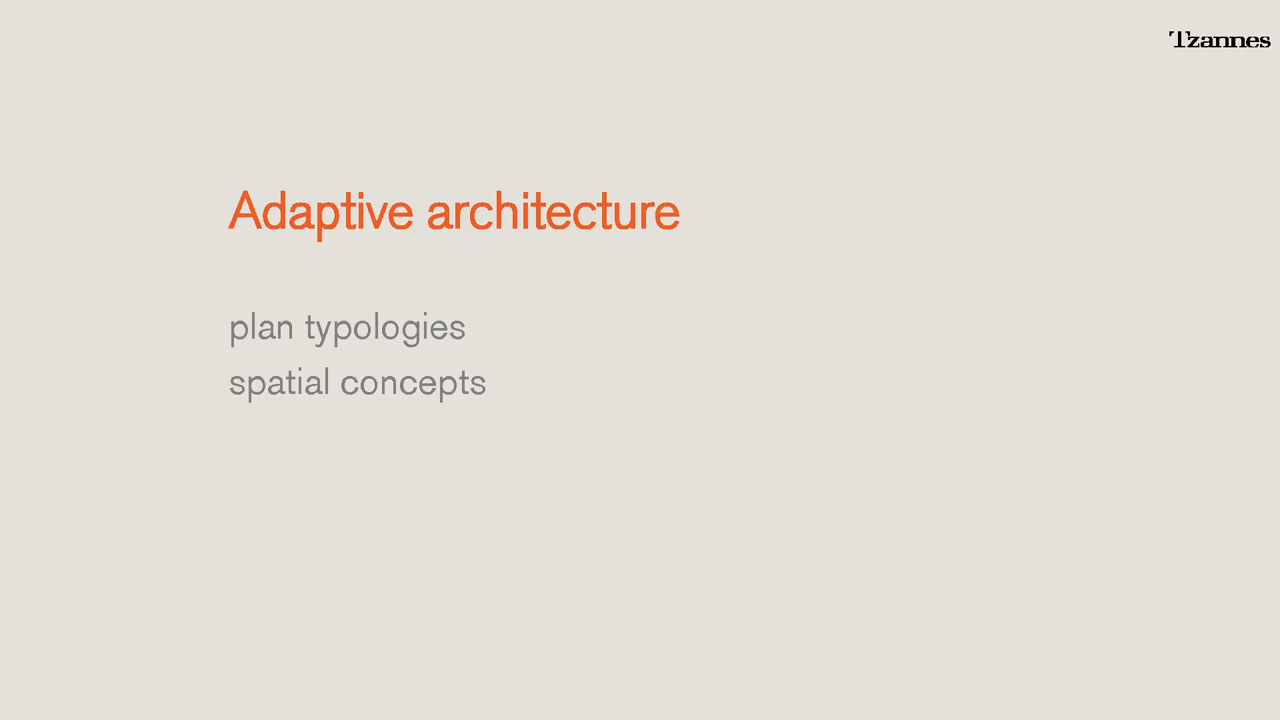 Tzannes
Adaptive architecture
plan typologies
spatial concepts